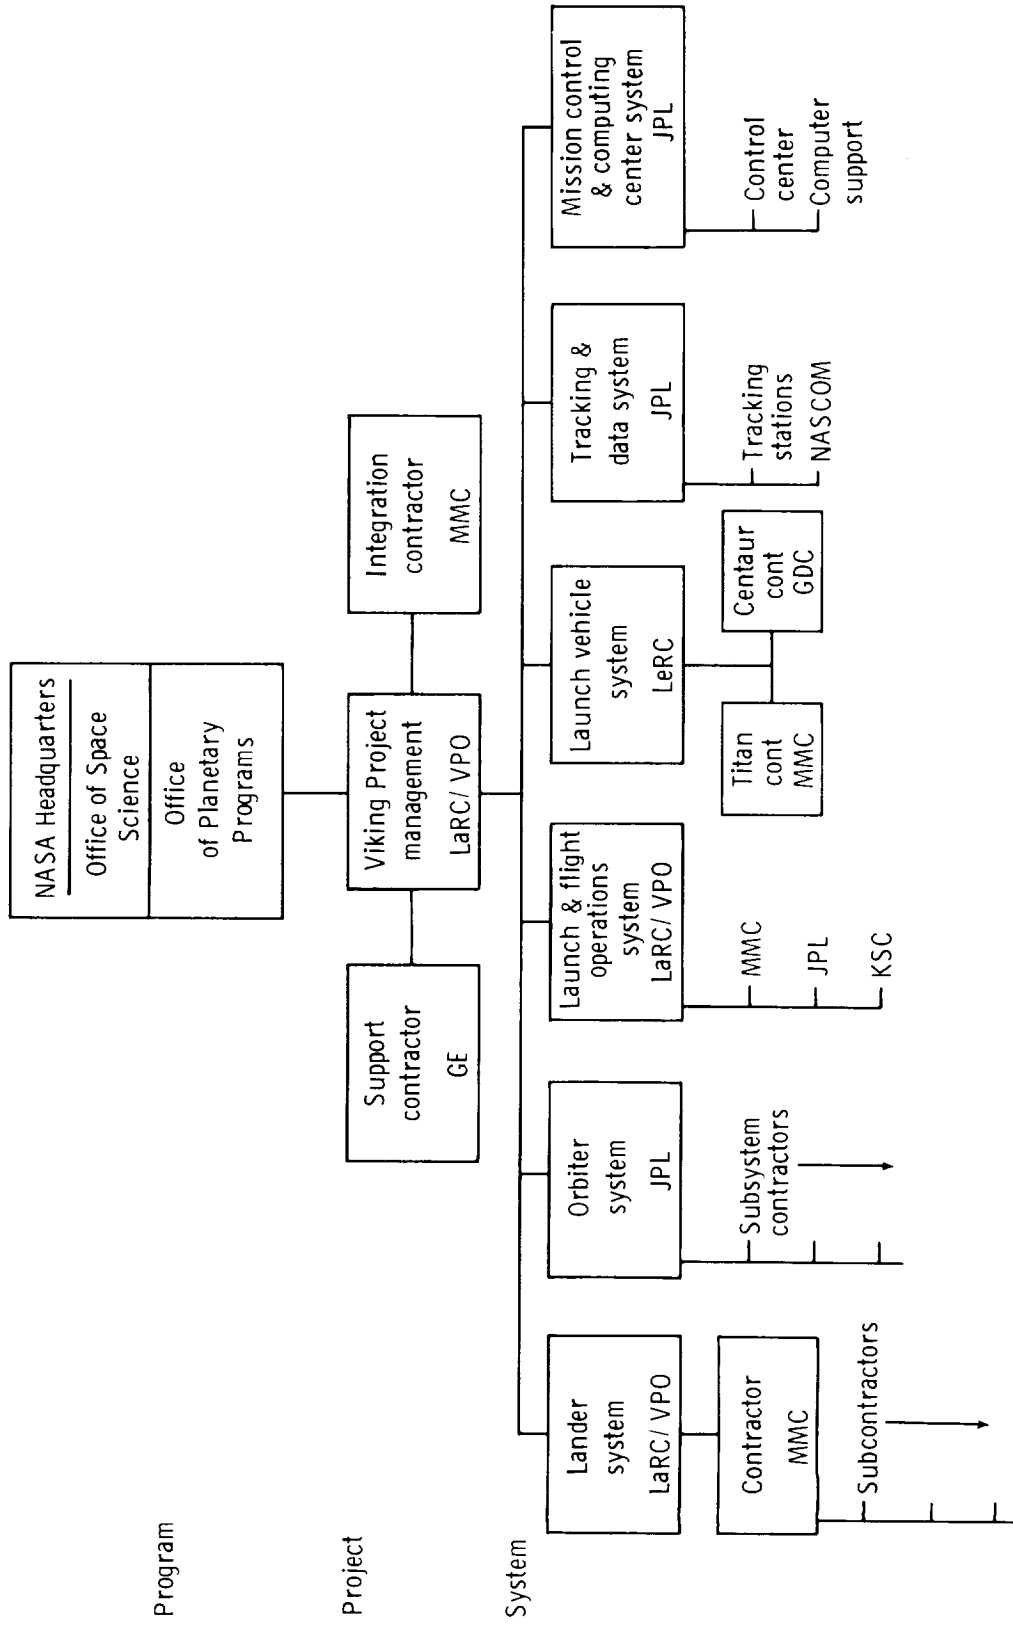 Program
NASA Headquarters
Office of Space
Science
Office
of Planetary
Programs
Project
Support
contractor
GE
Viking Project
management
LaRC/VPO
Integration
contractor
MMC
System
Lander
system
LaRC/VPO
Contractor
MMC
Subcontractors
Orbiter
system
JPL
Subsystem
contractors
Launch & flight
operations
system
LaRC/VPO
MMC
JPL
KSC
Launch vehicle
system
LeRC
Titan
cont
MMC
Centaur
cont
GDC
Tracking &
data system
JPL
Tracking
stations
NASCOM
Mission control
& computing
center system
JPL
Control
center
Computer
support